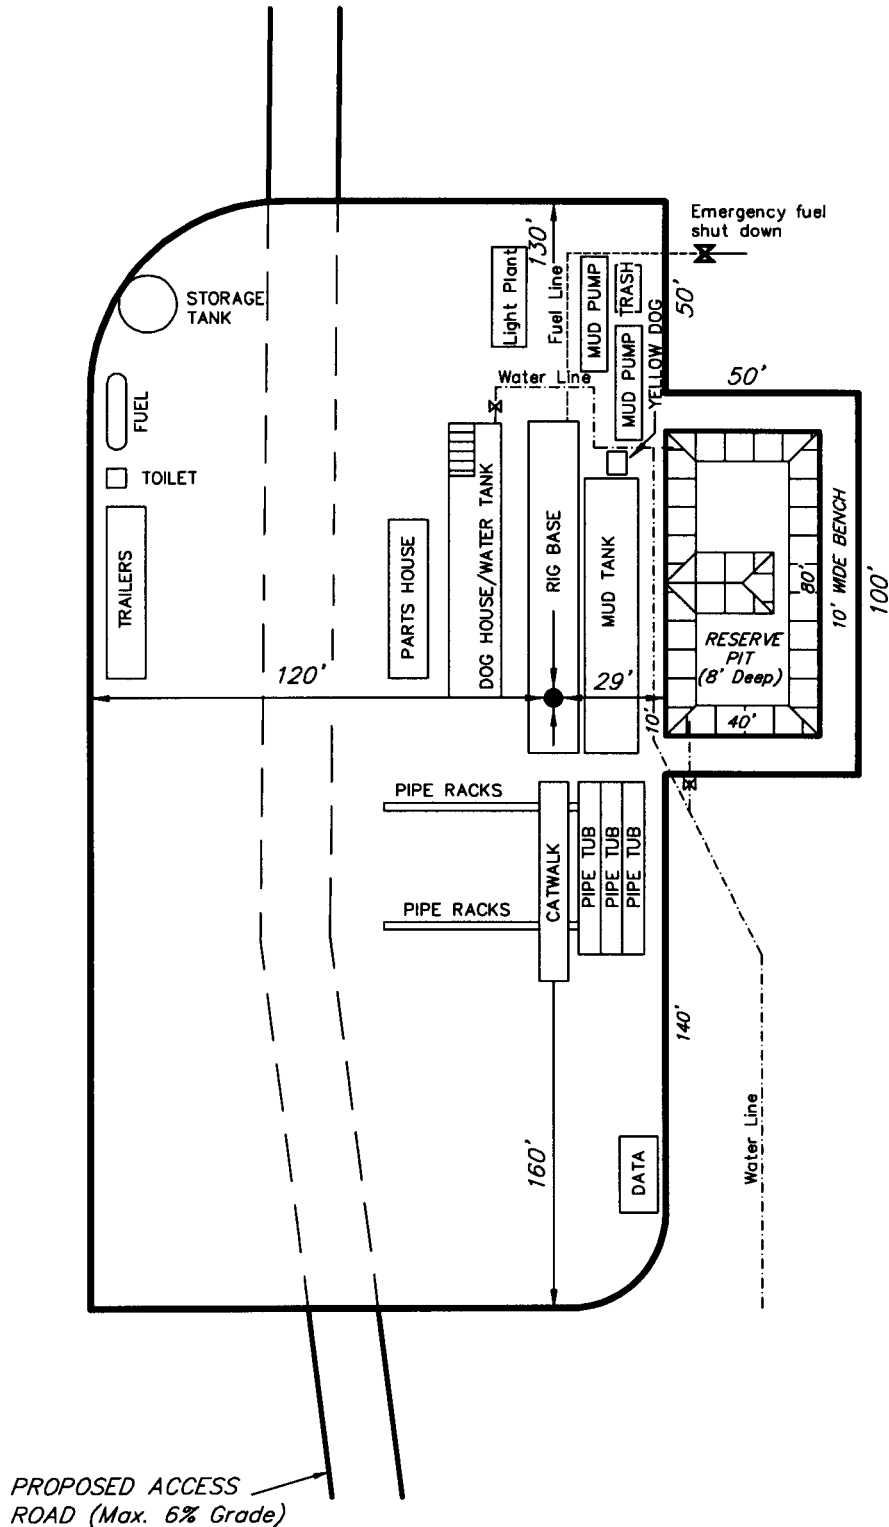 Emergency fuel
shut down
130'
Light Plant
Fuel Line
MUD PUMP
TRASH
50'
STORAGE
TANK
MUD PUMP
YELLOW DOG
Water Line
50'
FUEL
TOILET
TRAILERS
PARTS HOUSE
DOG HOUSE/WATER TANK
RIG BASE
MUD TANK
80'
10' WIDE BENCH
100'
RESERVE
PIT
(8' Deep)
120'
29'
10'
40'
PIPE RACKS
CATWALK
PIPE TUB
PIPE TUB
PIPE TUB
PIPE RACKS
140'
160'
DATA
Water Line
PROPOSED ACCESS
ROAD (Max. 6% Grade)